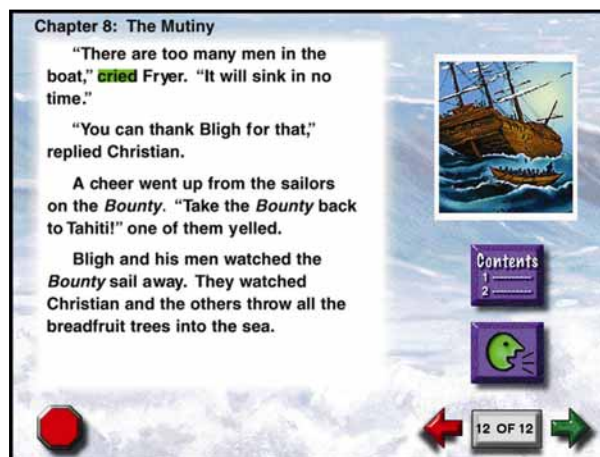 Chapter 8: The Mutiny
“There are too many men in the
boat,” cried Fryer. “It will sink in no
time.”
“You can thank Bligh for that,”
replied Christian.
A cheer went up from the sailors
on the Bounty. “Take the Bounty back
to Tahiti!” one of them yelled.
Bligh and his men watched the
Bounty sail away. They watched
Christian and the others throw all the
breadfruit trees into the sea.
Contents
1
2
12 OF 12